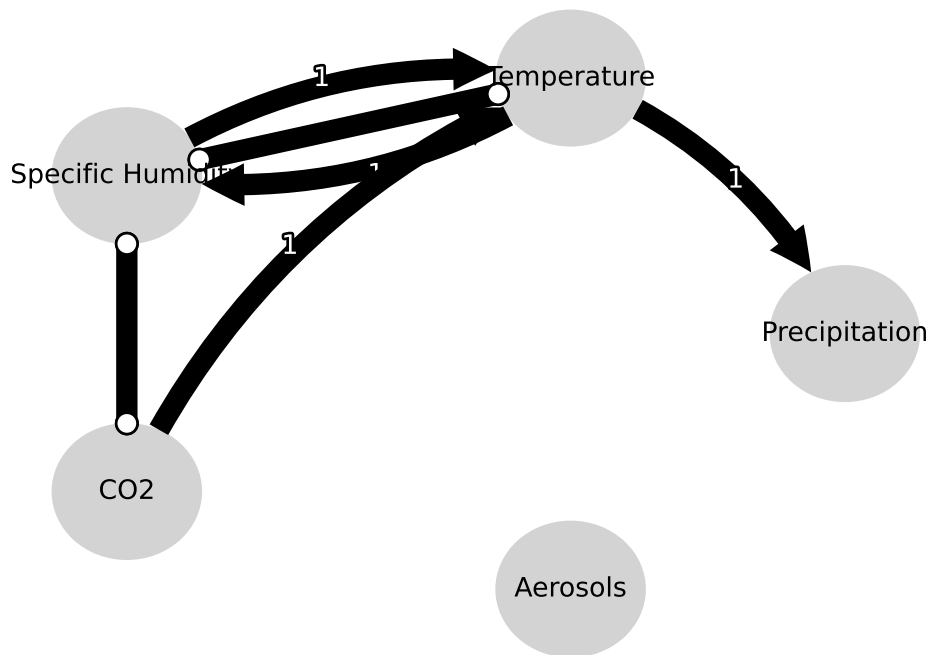 1
Temperature
Specific Humidity
1
1
1
Precipitation
CO2
Aerosols